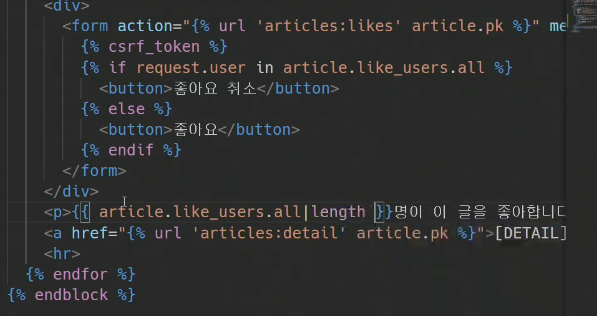 <div>
<form action="{% url 'articles:likes' article.pk %}" me
{% csrf_token %}
{% if request.user in article.like_users.all %}
<button>좋아요 취소</button>
{% else %}
<button>좋아요</button>
{% endif %}
</form>
</div>
<p>{{ article.like_users.all|length }}명이 이 글을 좋아합니다
<a href="{% url 'articles:detail' article.pk %}">[DETAIL]
<hr>
{% endfor %}
{% endblock %}